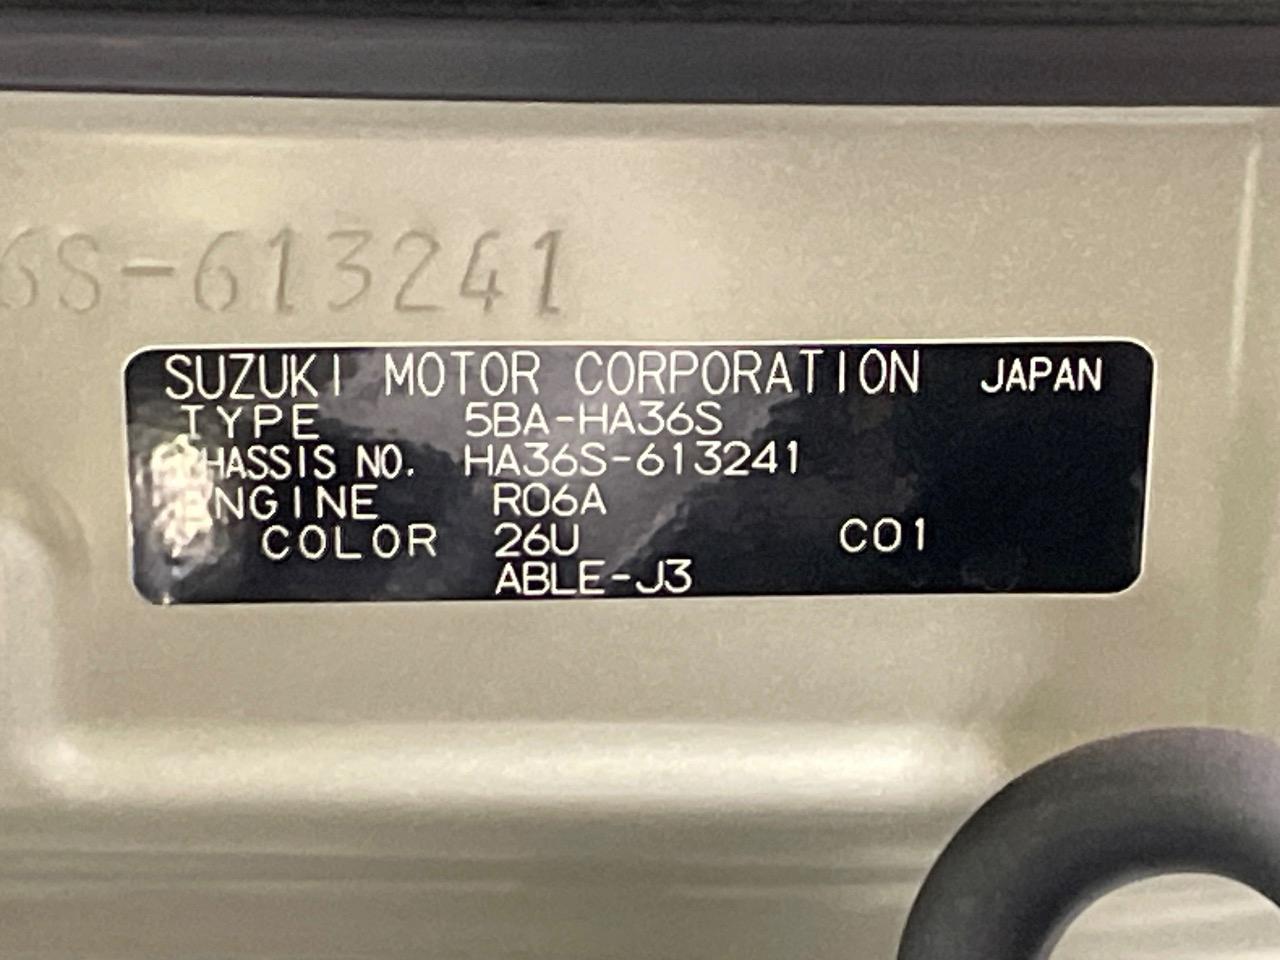 6S-613241
SUZUKI MOTOR CORPORATION JAPAN
TYPE 5BA-HA36S
CHASSIS NO. HA36S-613241
ENGINE R06A
COLOR 26U C01
ABLE-J3